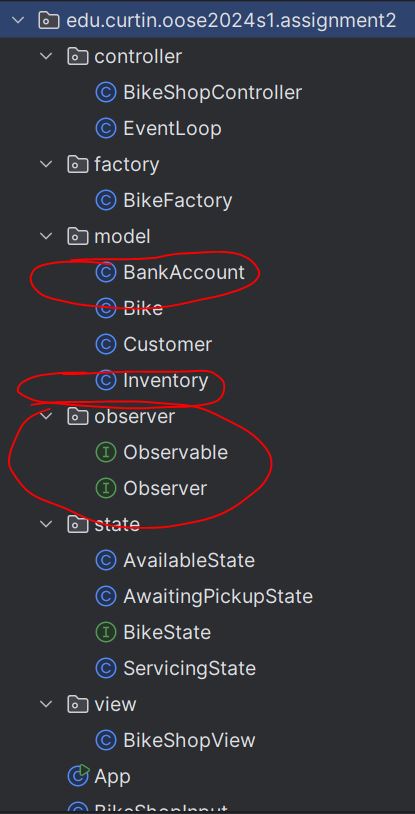 edu.curtin.oose2024s1.assignment2
controller
BikeShopController
EventLoop
factory
BikeFactory
model
BankAccount
Bike
Customer
Inventory
observer
Observable
Observer
state
AvailableState
AwaitingPickupState
BikeState
ServicingState
view
BikeShopView
App
BikeShopInput